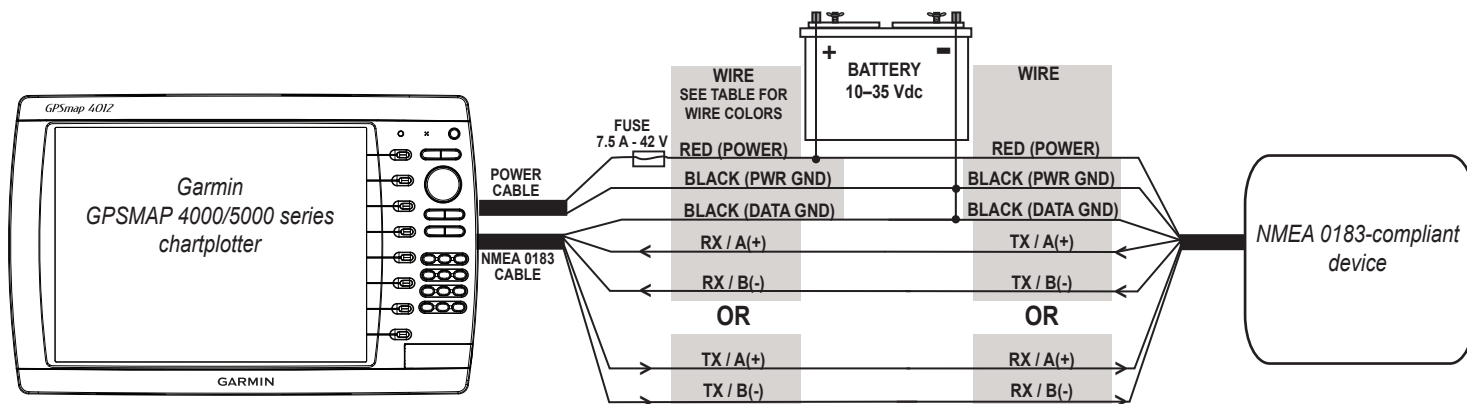 GPSmap 4012
Garmin
GPSMAP 4000/5000 series
chartplotter
GARMIN
POWER
CABLE
NMEA 0183
CABLE
FUSE
7.5 A - 42 V
WIRE
SEE TABLE FOR
WIRE COLORS
RED (POWER)
BLACK (PWR GND)
BLACK (DATA GND)
RX / A(+)
RX / B(-)
OR
TX / A(+)
TX / B(-)
+ -
BATTERY
10–35 Vdc
WIRE
RED (POWER)
BLACK (PWR GND)
BLACK (DATA GND)
TX / A(+)
TX / B(-)
OR
RX / A(+)
RX / B(-)
NMEA 0183-compliant
device